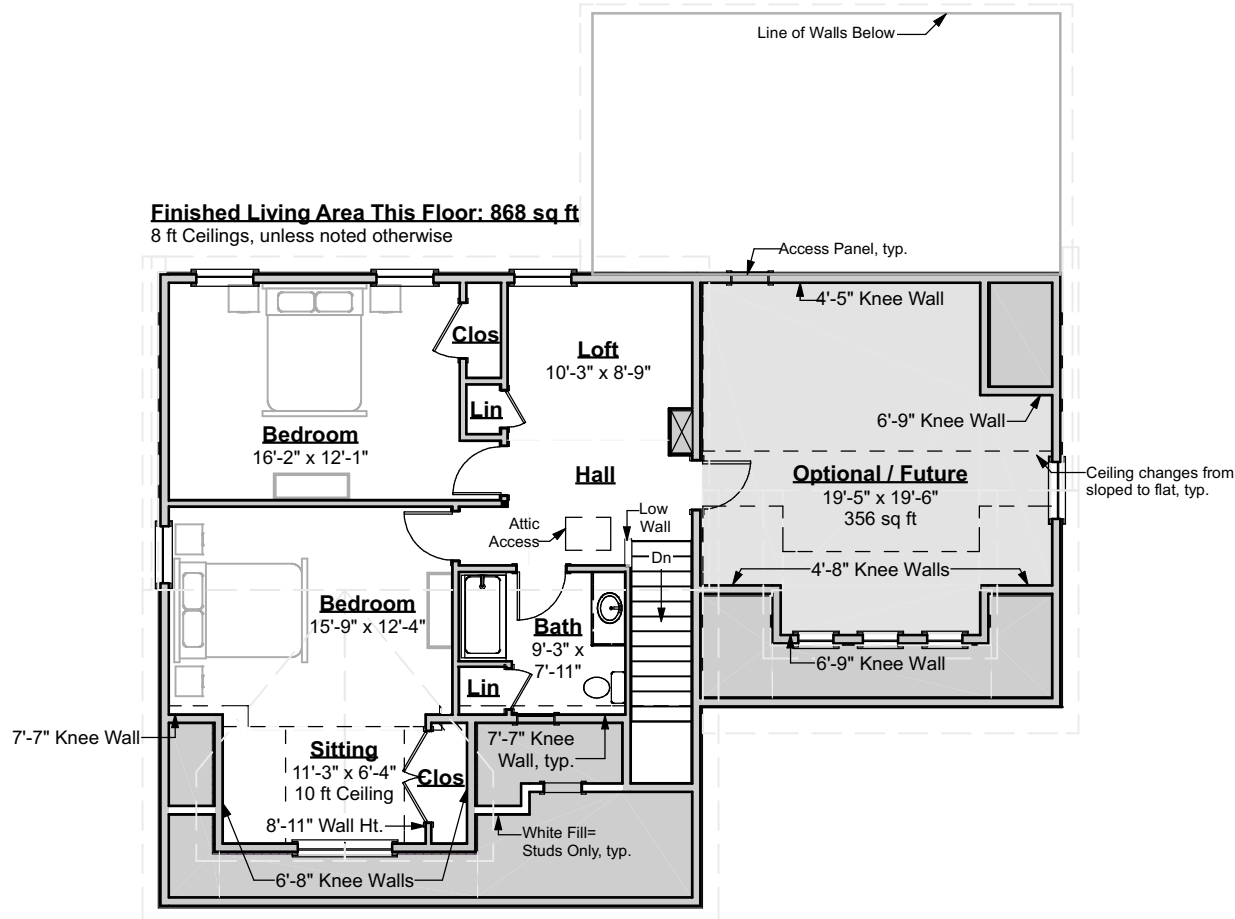 Line of Walls Below
Finished Living Area This Floor: 868 sq ft
8 ft Ceilings, unless noted otherwise
Access Panel, typ.
4'-5" Knee Wall
Clos
Loft
10'-3" x 8'-9"
Lin
6'-9" Knee Wall
Bedroom
16'-2" x 12'-1"
Hall
Optional / Future
19'-5" x 19'-6"
356 sq ft
Ceiling changes from
sloped to flat, typ.
Attic
Access
Low
Wall
Dn
4'-8" Knee Walls
Bedroom
15'-9" x 12'-4"
Bath
9'-3" x
7'-11"
6'-9" Knee Wall
Lin
7'-7" Knee Wall
7'-7" Knee
Wall, typ.
Sitting
11'-3" x 6'-4"
10 ft Ceiling
Clos
8'-11" Wall Ht.
White Fill=
Studs Only, typ.
6'-8" Knee Walls